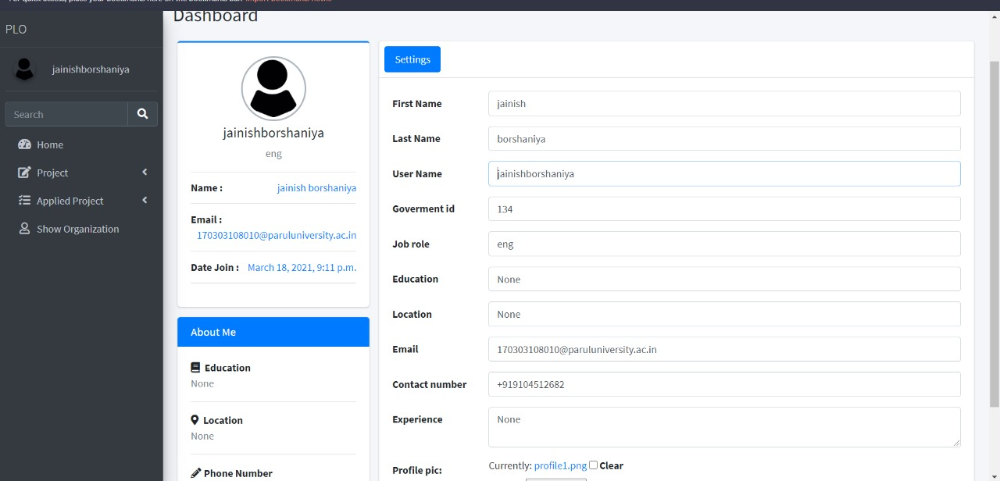 For quick access, place your bookmarks here on the bookmarks bar. Import bookmarks now...
PLO
jainishborshaniya
Search
Home
Project
Applied Project
Show Organization
Dashboard
jainishborshaniya
eng
Name : jainish borshaniya
Email :
170303108010@paruluniversity.ac.in
Date Join : March 18, 2021, 9:11 p.m.
About Me
Education
None
Location
None
Phone Number
Settings
First Name jainish
Last Name borshaniya
User Name jainishborshaniya
Goverment id 134
Job role eng
Education None
Location None
Email 170303108010@paruluniversity.ac.in
Contact number +919104512682
Experience None
Profile pic: Currently: profile1.png Clear